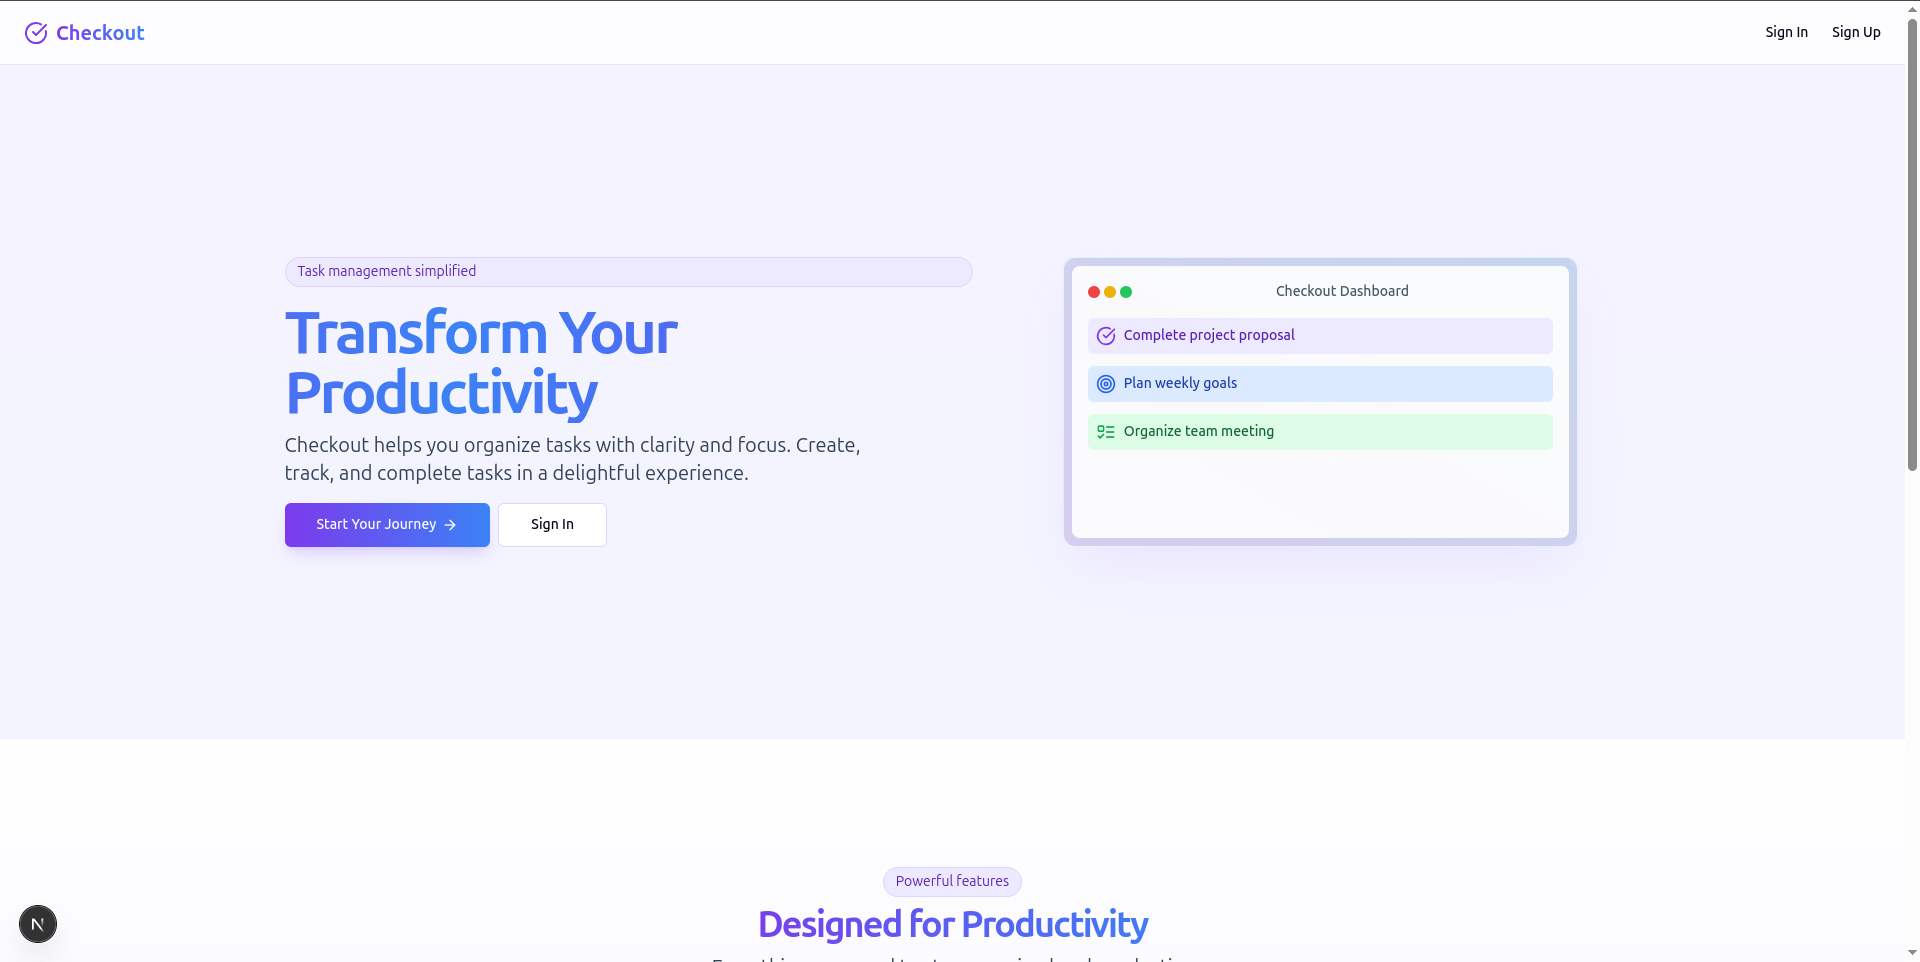 Checkout
Sign In
Sign Up
Task management simplified
Transform Your
Productivity
Checkout helps you organize tasks with clarity and focus. Create,
track, and complete tasks in a delightful experience.
Start Your Journey
Sign In
Checkout Dashboard
Complete project proposal
Plan weekly goals
Organize team meeting
Powerful features
Designed for Productivity
N